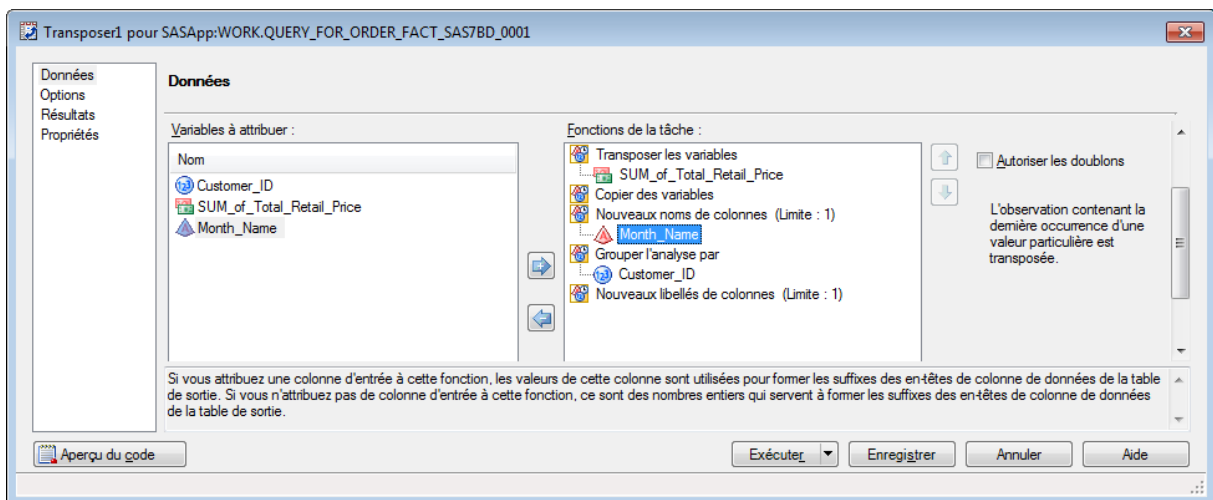 Transposer1 pour SASApp:WORK.QUERY_FOR_ORDER_FACT_SAS7BD_0001
Données
Options
Résultats
Propriétés
Données
Variables à attribuer :
Nom
Customer_ID
SUM_of_Total_Retail_Price
Month_Name
Fonctions de la tâche :
Transposer les variables
SUM_of_Total_Retail_Price
Copier des variables
Nouveaux noms de colonnes (Limite : 1)
Month_Name
Grouper l'analyse par
Customer_ID
Nouveaux libellés de colonnes (Limite : 1)
Autoriser les doublons
L'observation contenant la
dernière occurrence d'une
valeur particulière est
transposée.
Si vous attribuez une colonne d'entrée à cette fonction, les valeurs de cette colonne sont utilisées pour former les suffixes des en-têtes de colonne de données de la table
de sortie. Si vous n'attribuez pas de colonne d'entrée à cette fonction, ce sont des nombres entiers qui servent à former les suffixes des en-têtes de colonne de données
de la table de sortie.
Aperçu du code
Exécuter
Enregistrer
Annuler
Aide